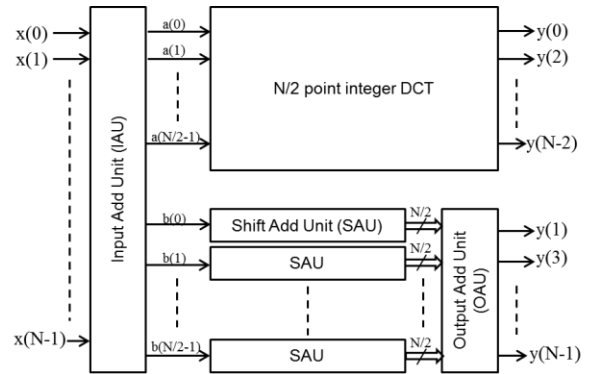 x(0)
x(1)
x(N-1)
Input Add Unit (IAU)
a(0)
a(1)
a(N/2-1)
N/2 point integer DCT
y(0)
y(2)
y(N-2)
b(0)
b(1)
b(N/2-1)
Shift Add Unit (SAU)
SAU
SAU
N/2
N/2
N/2
Output Add Unit
(OAU)
y(1)
y(3)
y(N-1)